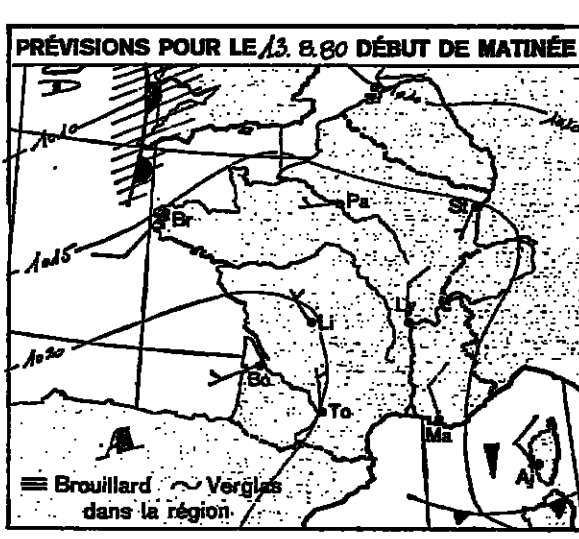 PRÉVISIONS POUR LE 13.8.80 DÉBUT DE MATINÉE
1010
1015
1020
Br
Pa
St
Li
Ly
Bo
To
Ma
Aj
A
Brouillard Verglas
dans la région